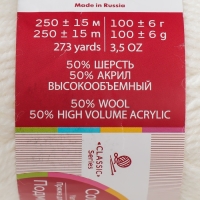 Made in Russia
250 ± 15 м 100 ± 6 г
250 ± 15 m 100 ± 6 g
273 yards 3,5 OZ
50% ШЕРСТЬ
50% АКРИЛ
ВЫСОКООБЪЕМНЫЙ
50% WOOL
50% HIGH VOLUME ACRYLIC
«CLASSIC»
Series